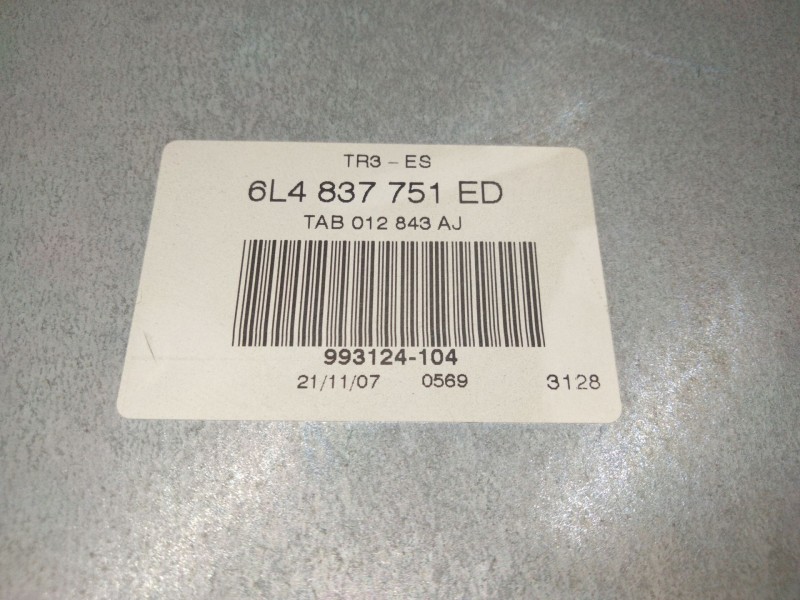 TR3 - ES
6L4 837 751 ED
TAB 012 843 AJ
993124-104
21/11/07 0569 3128